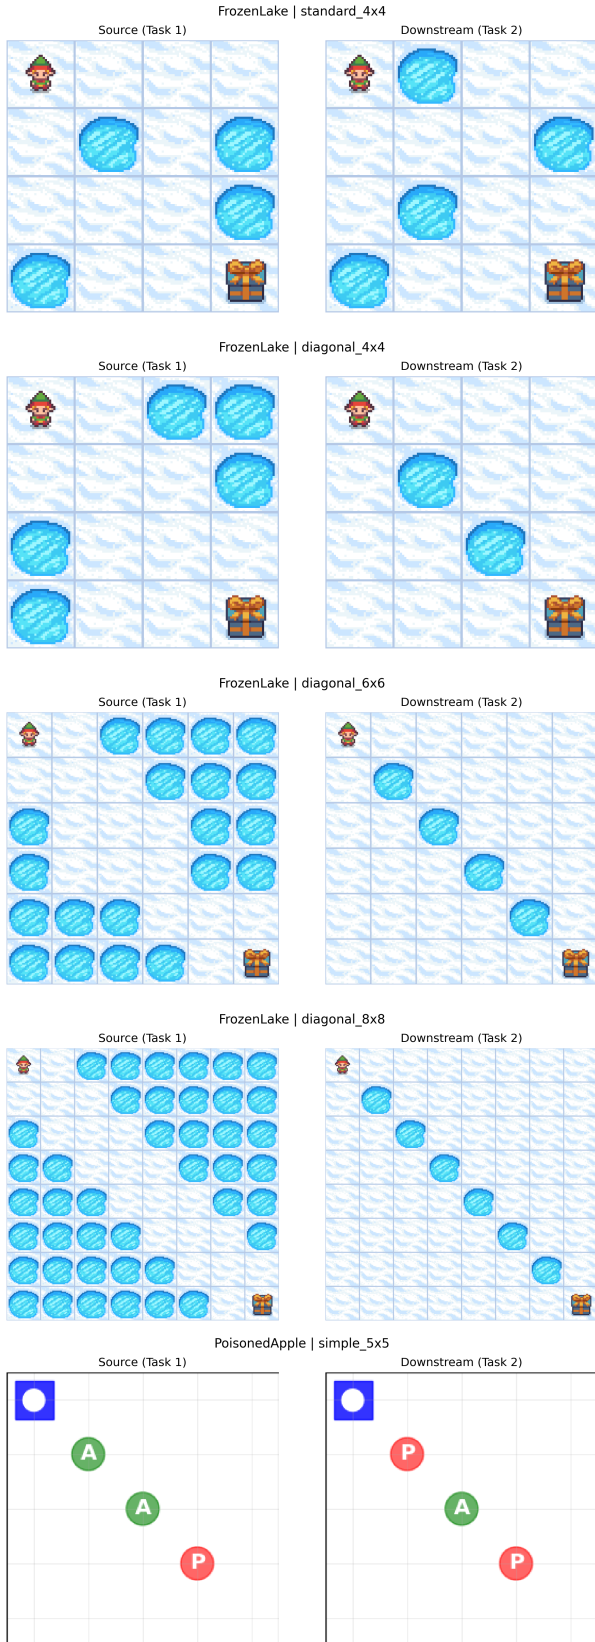 FrozenLake | standard_4x4
Source (Task 1) Downstream (Task 2)
FrozenLake | diagonal_4x4
Source (Task 1) Downstream (Task 2)
FrozenLake | diagonal_6x6
Source (Task 1) Downstream (Task 2)
FrozenLake | diagonal_8x8
Source (Task 1) Downstream (Task 2)
PoisonedApple | simple_5x5
Source (Task 1) Downstream (Task 2)
A P
A A
P P